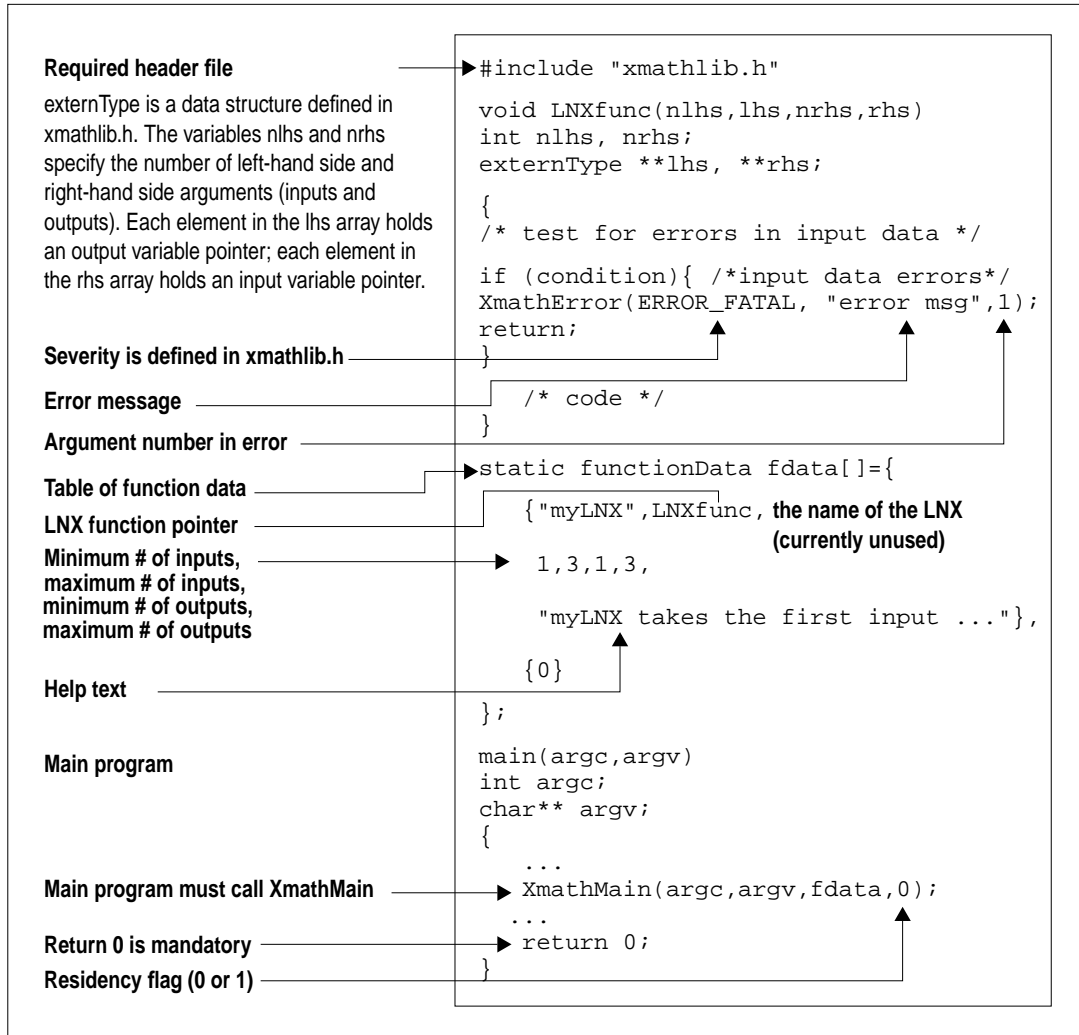 Required header file
#include "xmathlib.h"
externType is a data structure defined in
xmathlib.h. The variables nlhs and nrhs
specify the number of left-hand side and
right-hand side arguments (inputs and
outputs). Each element in the lhs array holds
an output variable pointer; each element in
the rhs array holds an input variable pointer.
void LNXfunc(nlhs,lhs,nrhs,rhs)
int nlhs, nrhs;
externType **lhs, **rhs;
{
/* test for errors in input data */
if (condition){ /*input data errors*/
XmathError(ERROR_FATAL, "error msg",1);
return;
}
Severity is defined in xmathlib.h
Error message
/* code */
}
Argument number in error
Table of function data
static functionData fdata[]={
LNX function pointer
{"myLNX",LNXfunc,
the name of the LNX
(currently unused)
Minimum # of inputs,
maximum # of inputs,
minimum # of outputs,
maximum # of outputs
1,3,1,3,
"myLNX takes the first input ..."},
Help text
{0}
};
Main program
main(argc,argv)
int argc;
char** argv;
{
...
Main program must call XmathMain
XmathMain(argc,argv,fdata,0);
...
Return 0 is mandatory
return 0;
Residency flag (0 or 1)
}